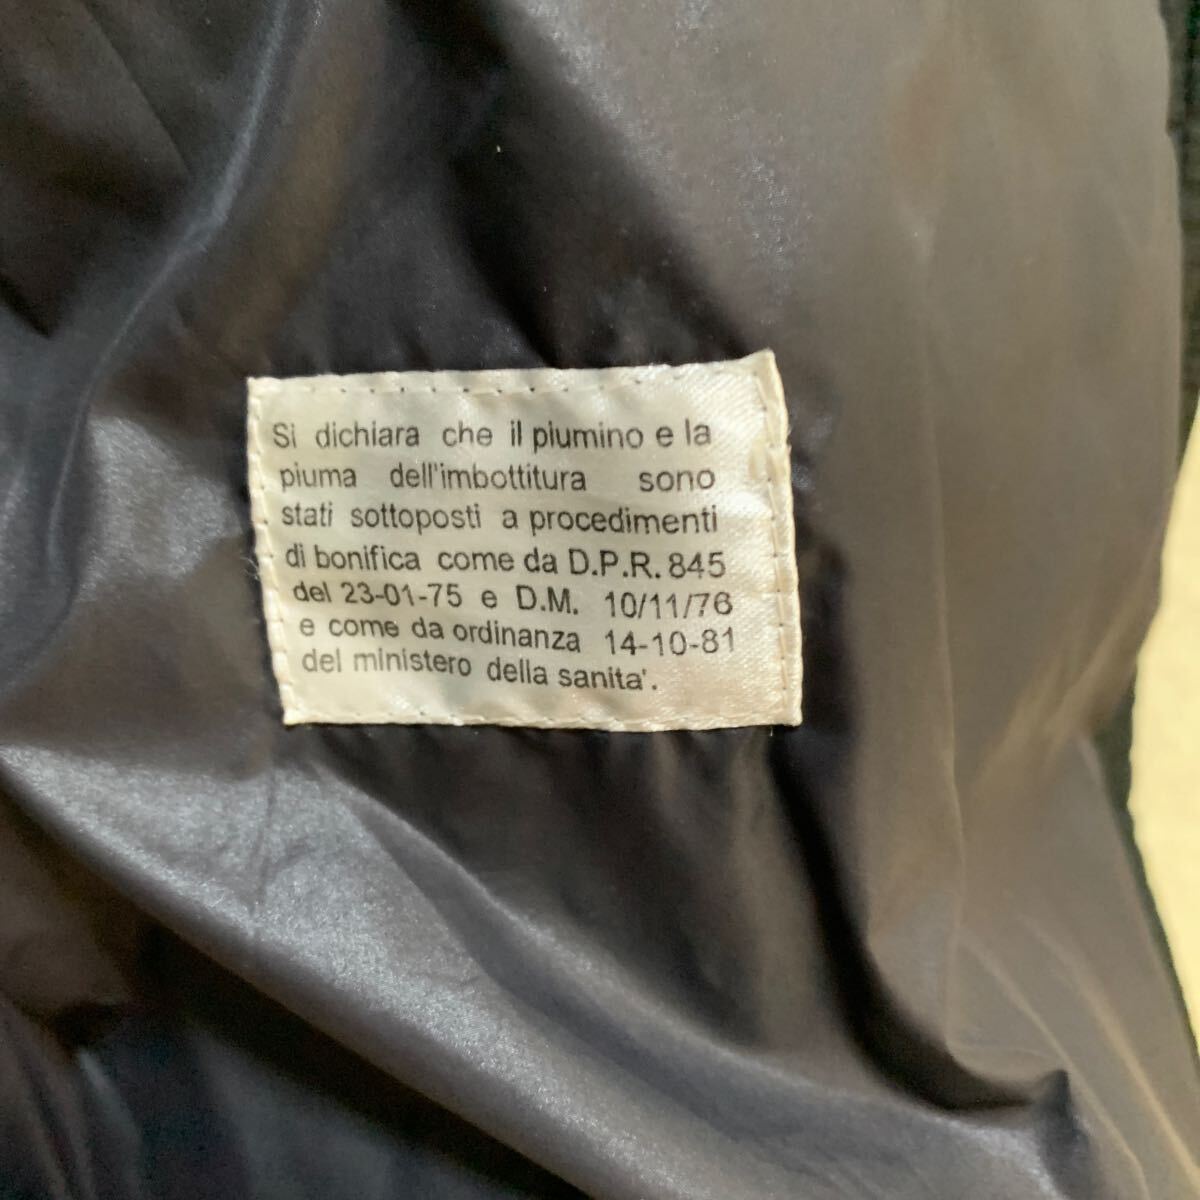 Si dichiara che il piumino e la
piuma dell'imbottitura sono
stati sottoposti a procedimenti
di bonifica come da D.P.R. 845
del 23-01-75 e D.M. 10/11/76
e come da ordinanza 14-10-81
del ministero della sanita'.